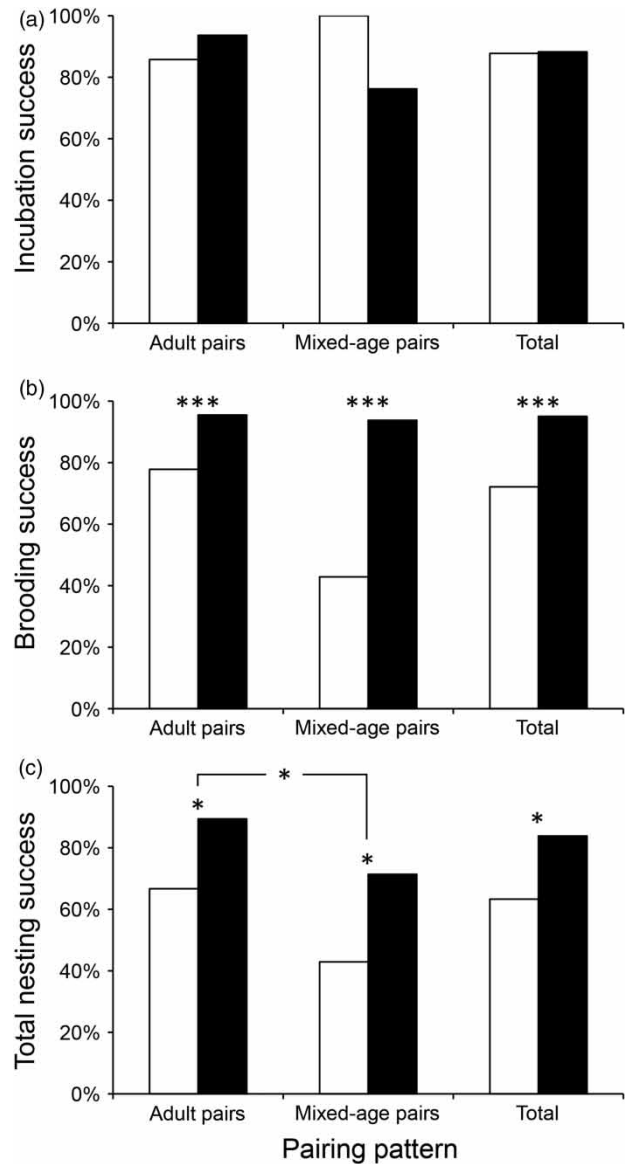 (a)
Incubation success
100%
80%
60%
40%
20%
0%
Adult pairs Mixed-age pairs Total
(b)
Brooding success
100%
80%
60%
40%
20%
0%
*** *** ***
Adult pairs Mixed-age pairs Total
(c)
Total nesting success
100%
80%
60%
40%
20%
0%
*
* * *
Adult pairs Mixed-age pairs Total
Pairing pattern